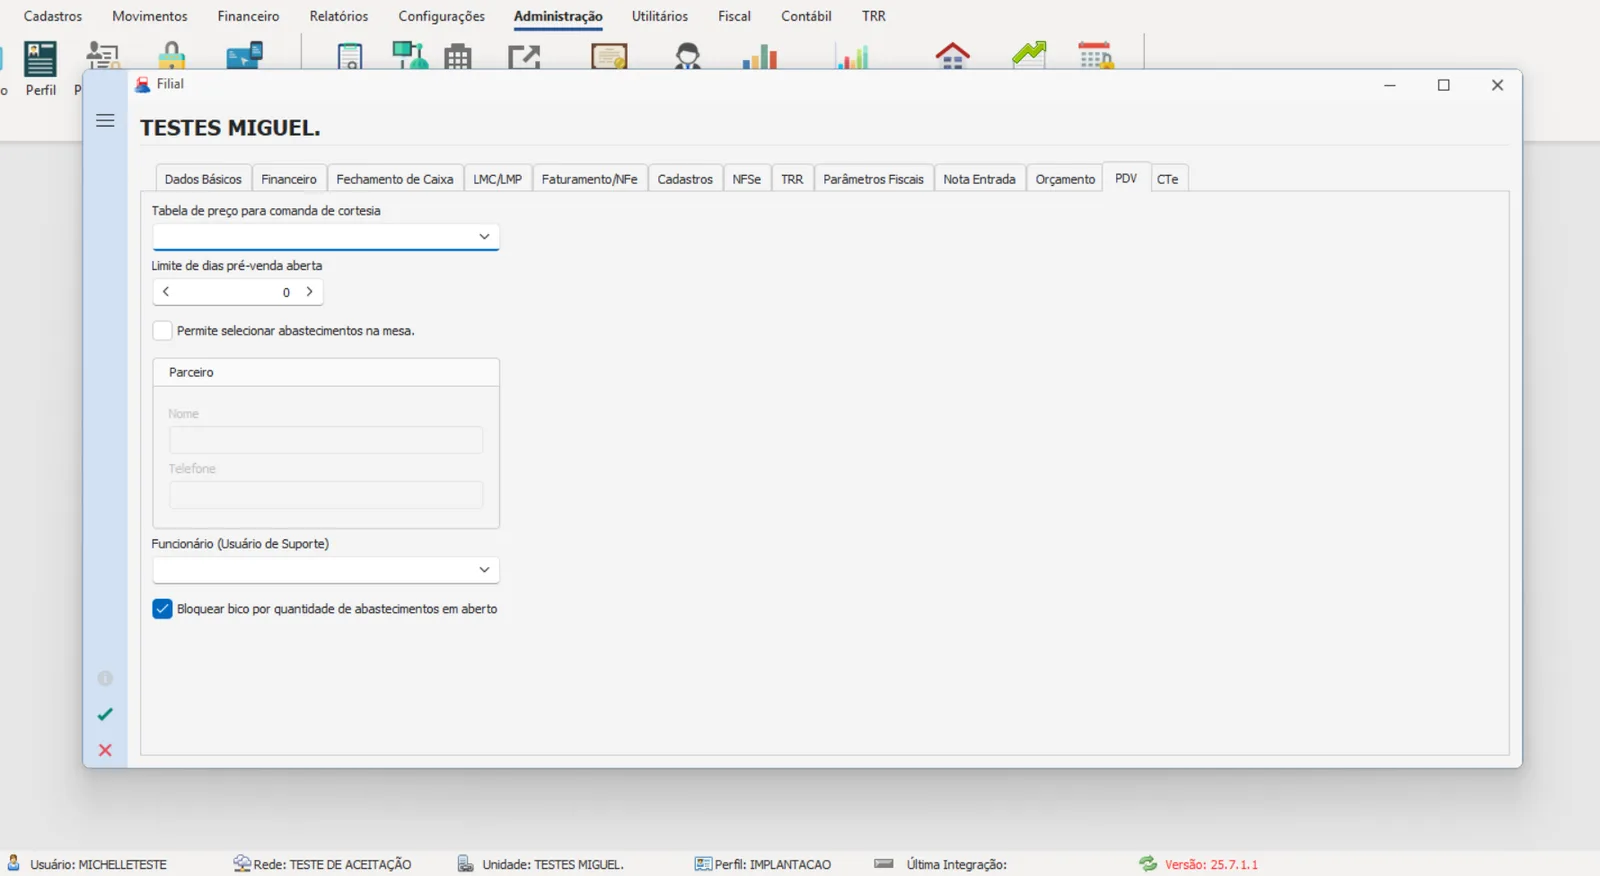 Cadastros Movimentos Financeiro Relatórios Configurações Administração Utilitários Fiscal Contábil TRR
o Perfil P
Filial
TESTES MIGUEL.
Dados Básicos Financeiro Fechamento de Caixa LMC/LMP Faturamento/NFe Cadastros NFSe TRR Parâmetros Fiscais Nota Entrada Orçamento PDV CTe
Tabela de preço para comanda de cortesia
Limite de dias pré-venda aberta
0
Permite selecionar abastecimentos na mesa.
Parceiro
Nome
Telefone
Funcionário (Usuário de Suporte)
Bloquear bico por quantidade de abastecimentos em aberto
Usuário: MICHELLETESTE Rede: TESTE DE ACEITAÇÃO Unidade: TESTES MIGUEL. Perfil: IMPLANTACAO Última Integração: Versão: 25.7.1.1